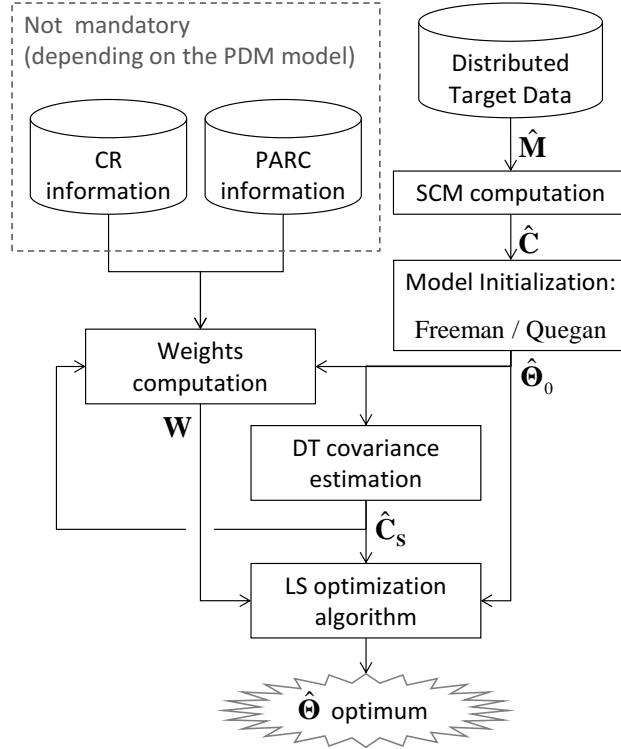 Not mandatory
(depending on the PDM model)
CR
information
PARC
information
Distributed
Target Data
M̂
SCM computation
Ĉ
Model Initialization:
Freeman / Quegan
Θ̂₀
Weights
computation
W
DT covariance
estimation
Ĉₛ
LS optimization
algorithm
Θ̂ optimum